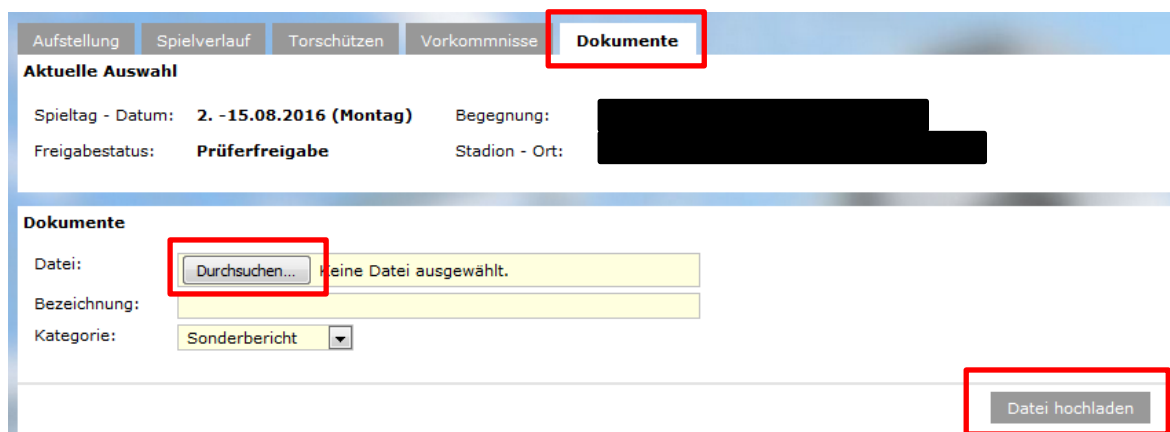 Aufstellung Spielverlauf Torschützen Vorkommnisse Dokumente
Aktuelle Auswahl
Spieltag - Datum: 2. -15.08.2016 (Montag) Begegnung:
Freigabestatus: Prüferfreigabe Stadion - Ort:
Dokumente
Datei: Durchsuchen... Keine Datei ausgewählt.
Bezeichnung:
Kategorie: Sonderbericht
Datei hochladen